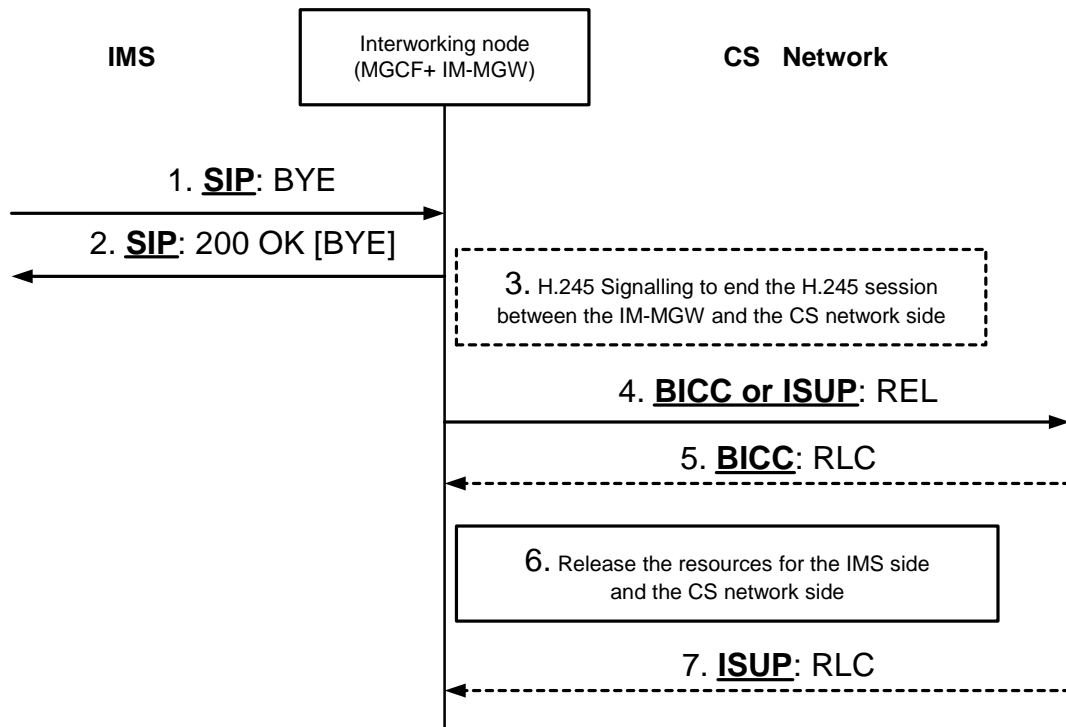 IMS
Interworking node
(MGCF+ IM-MGW)
CS Network
1. SIP: BYE
2. SIP: 200 OK [BYE]
3. H.245 Signalling to end the H.245 session
between the IM-MGW and the CS network side
4. BICC or ISUP: REL
5. BICC: RLC
6. Release the resources for the IMS side
and the CS network side
7. ISUP: RLC